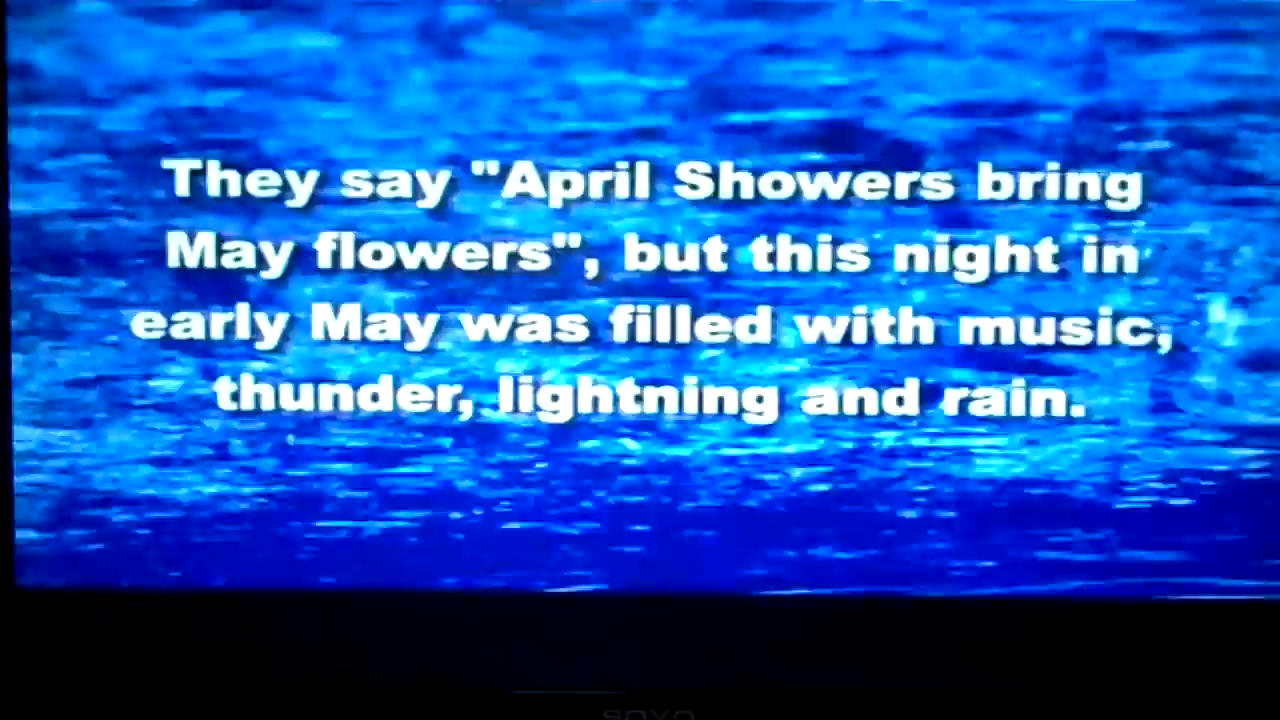 They say "April Showers bring
May flowers", but this night in
early May was filled with music,
thunder, lightning and rain.